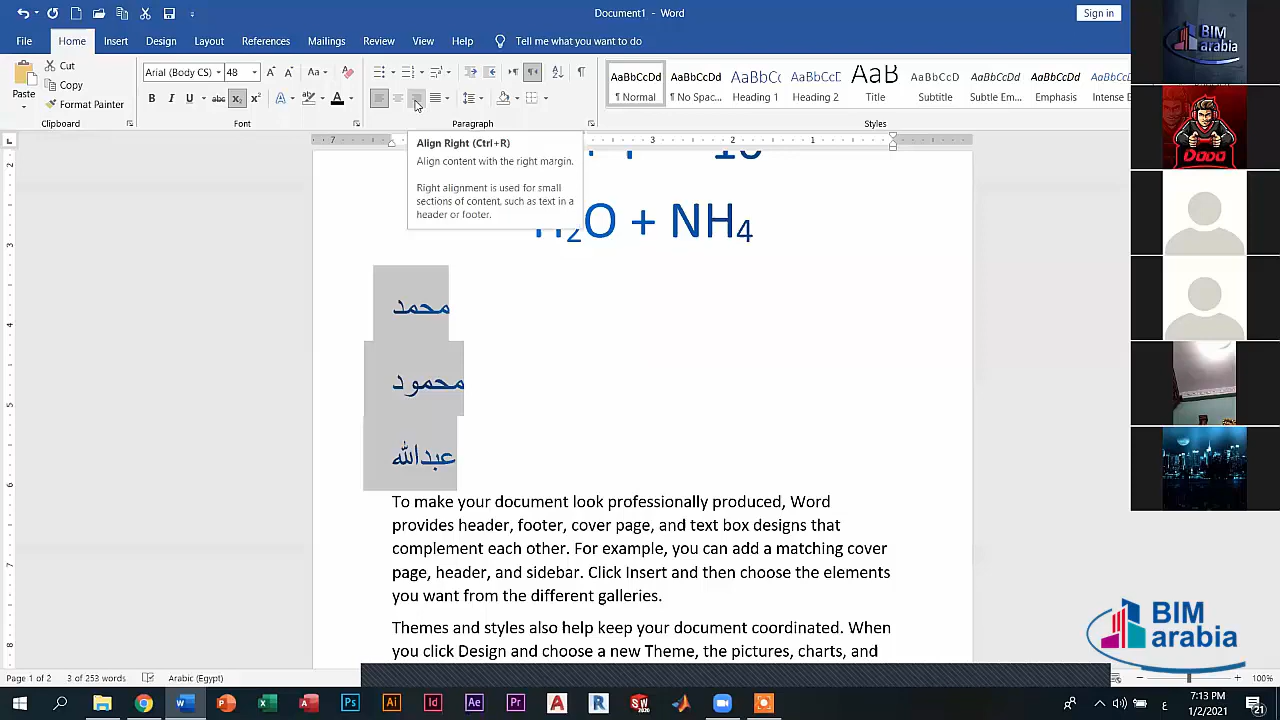 Document1 - Word
Sign in
File Home Insert Design Layout References Mailings Review View Help Tell me what you want to do
Paste
Cut
Copy
Format Painter
Clipboard
Arial (Body CS) 48
Font
Paragraph
AaBbCcDd AaBbCcDd AaBbCc AaBbCcC AaB AaBbCcD AaBbCcDd AaBbCcDd
¶ Normal ¶ No Spac... Heading 1 Heading 2 Title Subtitle Subtle Em... Emphasis Intense E
Styles
Align Right (Ctrl+R)
Align content with the right margin.
Right alignment is used for small
sections of content, such as text in a
header or footer.
H₂O + NH₄
محمد
محمود
عبدالله
To make your document look professionally produced, Word
provides header, footer, cover page, and text box designs that
complement each other. For example, you can add a matching cover
page, header, and sidebar. Click Insert and then choose the elements
you want from the different galleries.
Themes and styles also help keep your document coordinated. When
you click Design and choose a new Theme, the pictures, charts, and
Page 1 of 2 3 of 253 words Arabic (Egypt)
100%
7:13 PM
1/2/2021
21
BIM
arabia
DODO
BIM
arabia